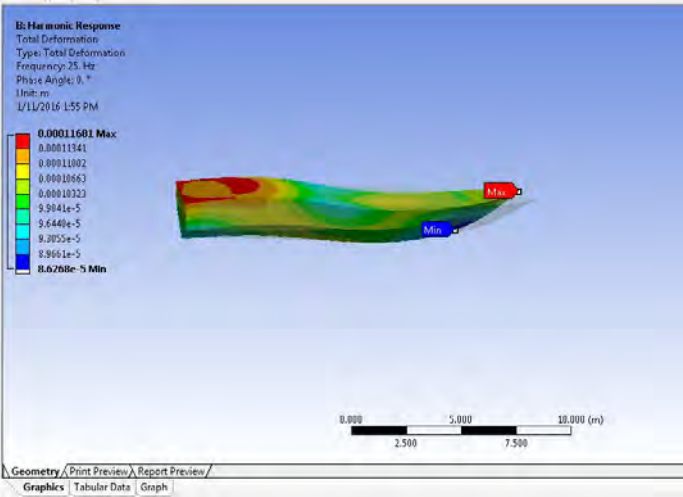 B: Harmonic Response
Total Deformation
Type: Total Deformation
Frequency: 25. Hz
Phase Angle: 0. °
Unit: m
1/11/2016 1:55 PM
0.00011681 Max
0.00011341
0.00011002
0.00010663
0.00010323
9.9841e-5
9.6448e-5
9.3055e-5
8.9661e-5
8.6268e-5 Min
Max
Min
0.000 5.000 10.000 (m)
2.500 7.500
Geometry Print Preview Report Preview
Graphics Tabular Data Graph